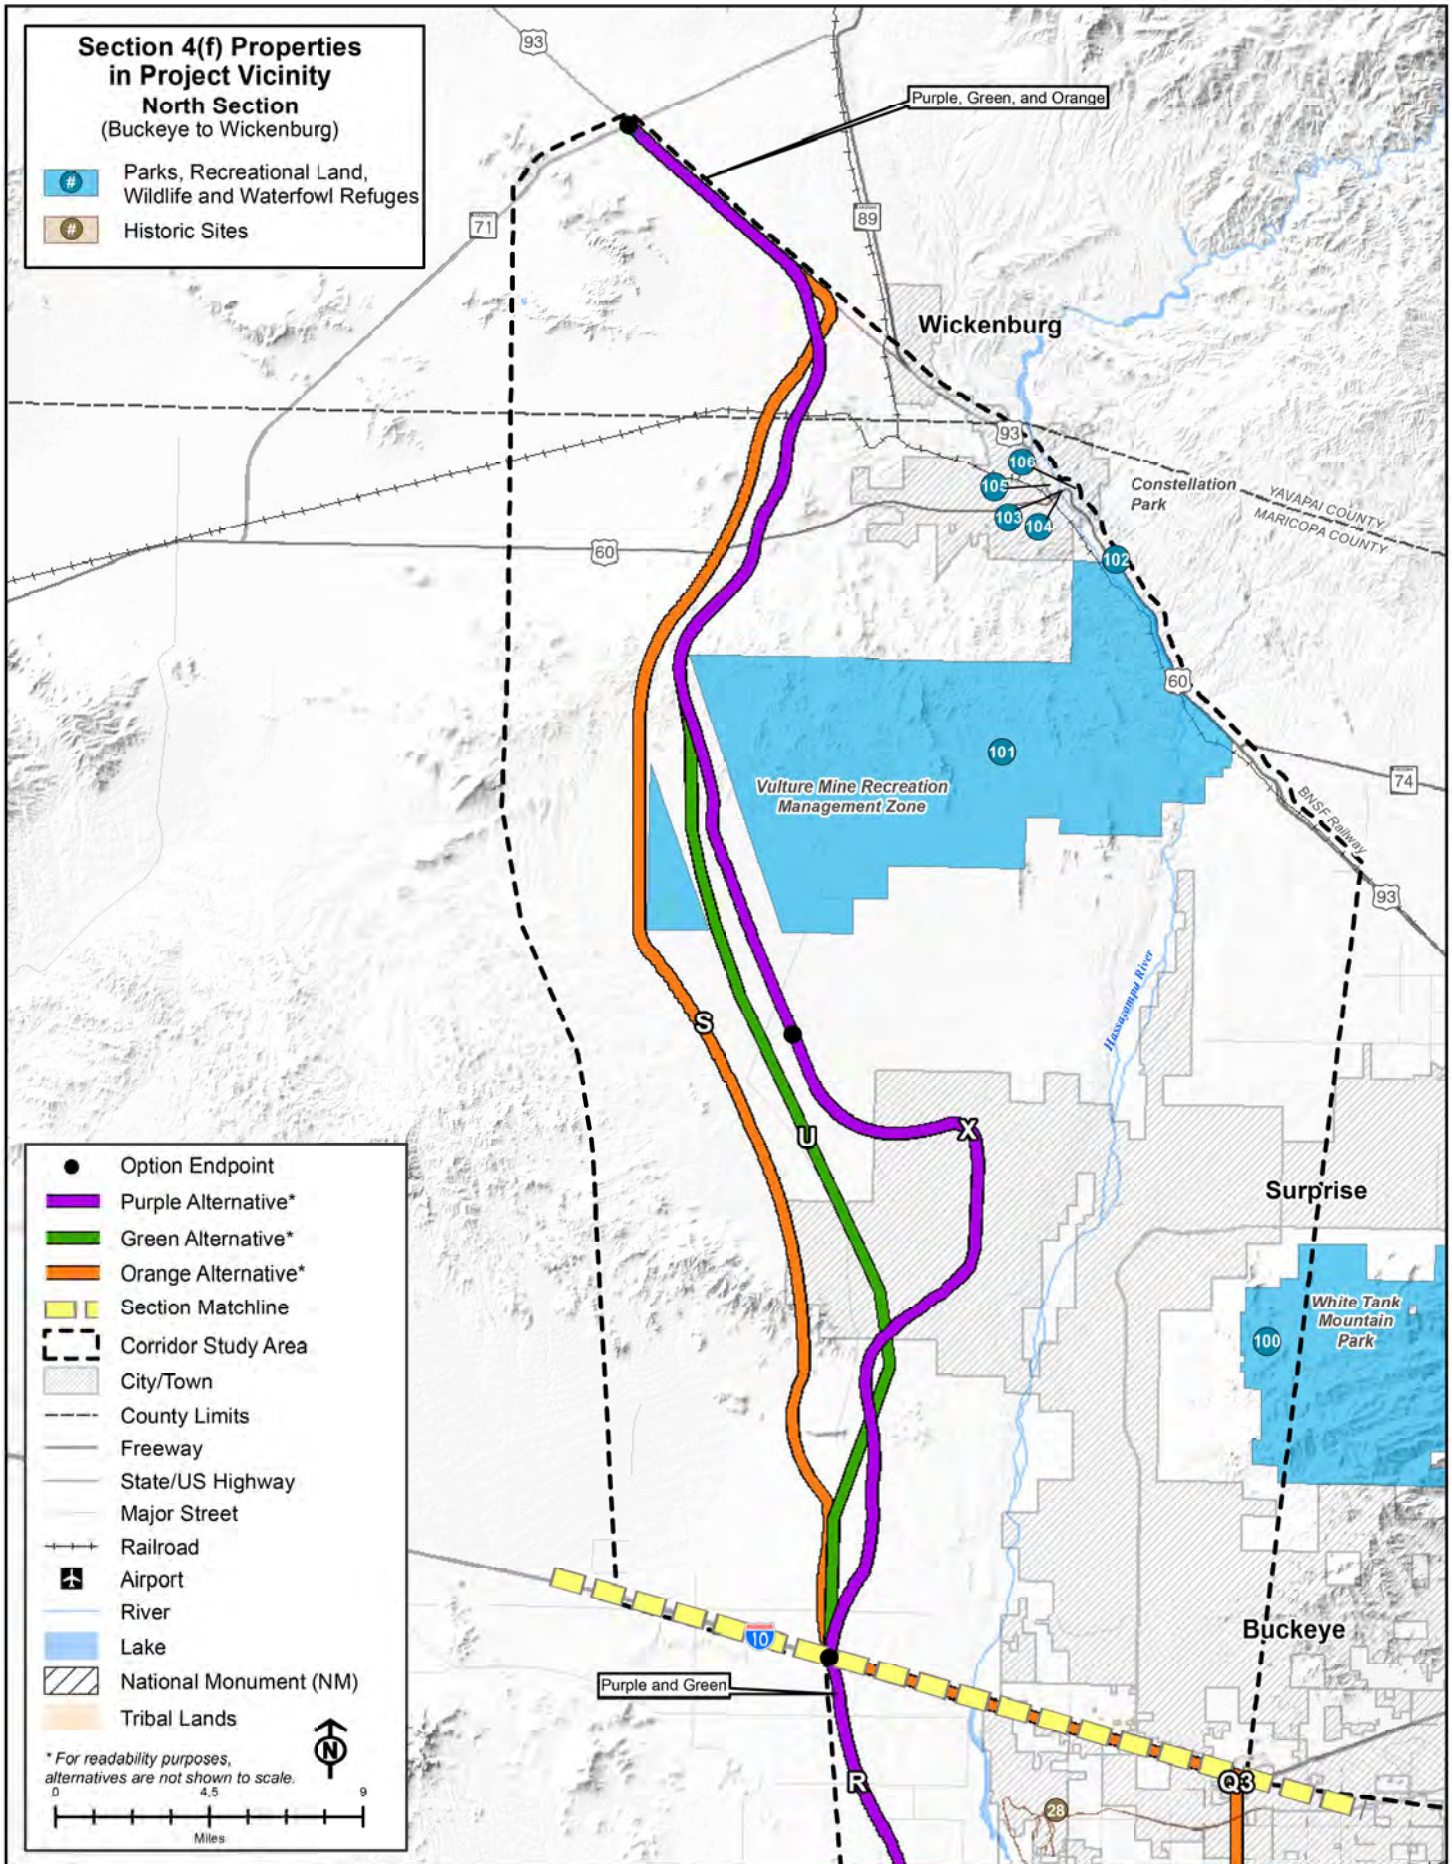 Section 4(f) Properties
in Project Vicinity
North Section
(Buckeye to Wickenburg)
#
Parks, Recreational Land,
Wildlife and Waterfowl Refuges
#
Historic Sites
93
Purple, Green, and Orange
71
89
Wickenburg
93
106
105
103
104
Constellation
Park
YAVAPAI COUNTY
MARICOPA COUNTY
60
102
60
101
Vulture Mine Recreation
Management Zone
74
BNSF Railway
93
Hassayampa River
S
U
X
Surprise
White Tank
Mountain
Park
100
Option Endpoint
Purple Alternative*
Green Alternative*
Orange Alternative*
Section Matchline
Corridor Study Area
City/Town
County Limits
Freeway
State/US Highway
Major Street
Railroad
Airport
River
Lake
National Monument (NM)
Tribal Lands
* For readability purposes,
alternatives are not shown to scale.
N
0 4.5 9
Miles
10
Buckeye
Purple and Green
R
Q3
28